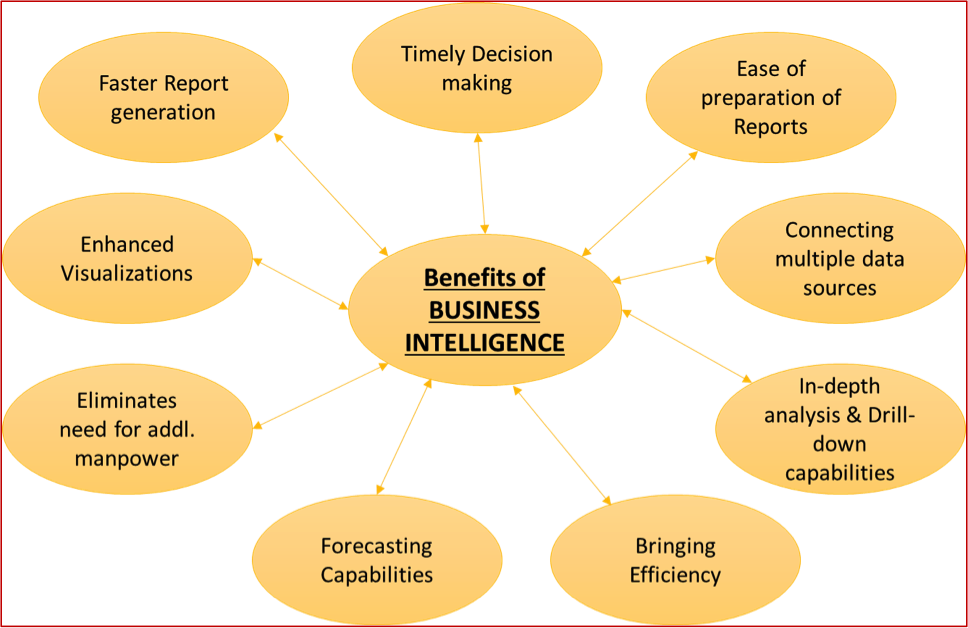 Timely Decision
making
Faster Report
generation
Ease of
preparation of
Reports
Enhanced
Visualizations
Connecting
multiple data
sources
Benefits of
BUSINESS
INTELLIGENCE
Eliminates
need for addl.
manpower
In-depth
analysis & Drill-
down
capabilities
Forecasting
Capabilities
Bringing
Efficiency